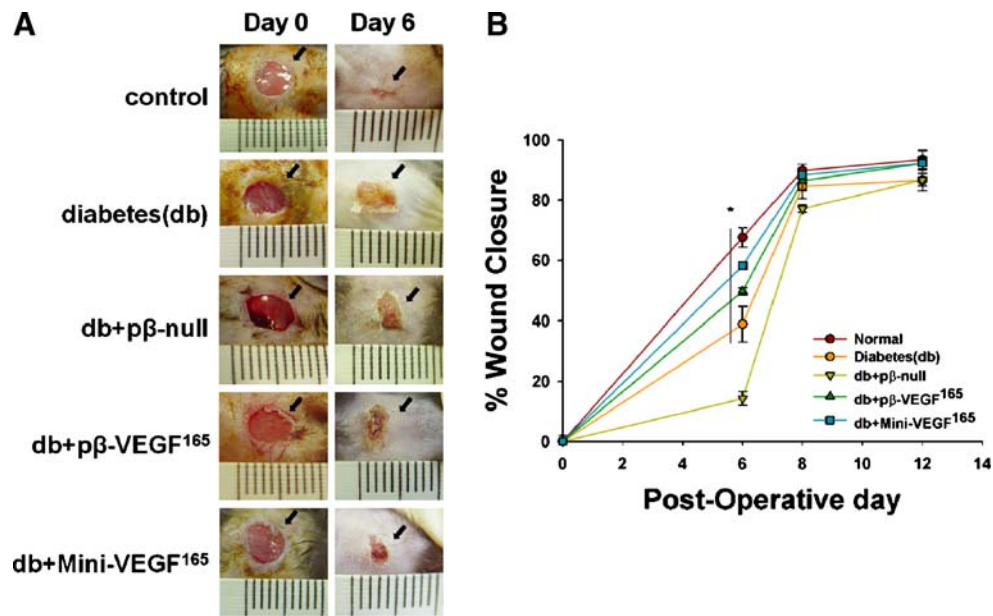 A
Day 0 Day 6
control
diabetes(db)
db+pβ-null
db+pβ-VEGF¹⁶⁵
db+Mini-VEGF¹⁶⁵
B
% Wound Closure
100
80
60
40
20
0
*
Normal
Diabetes(db)
db+pβ-null
db+pβ-VEGF¹⁶⁵
db+Mini-VEGF¹⁶⁵
0 2 4 6 8 10 12 14
Post-Operative day